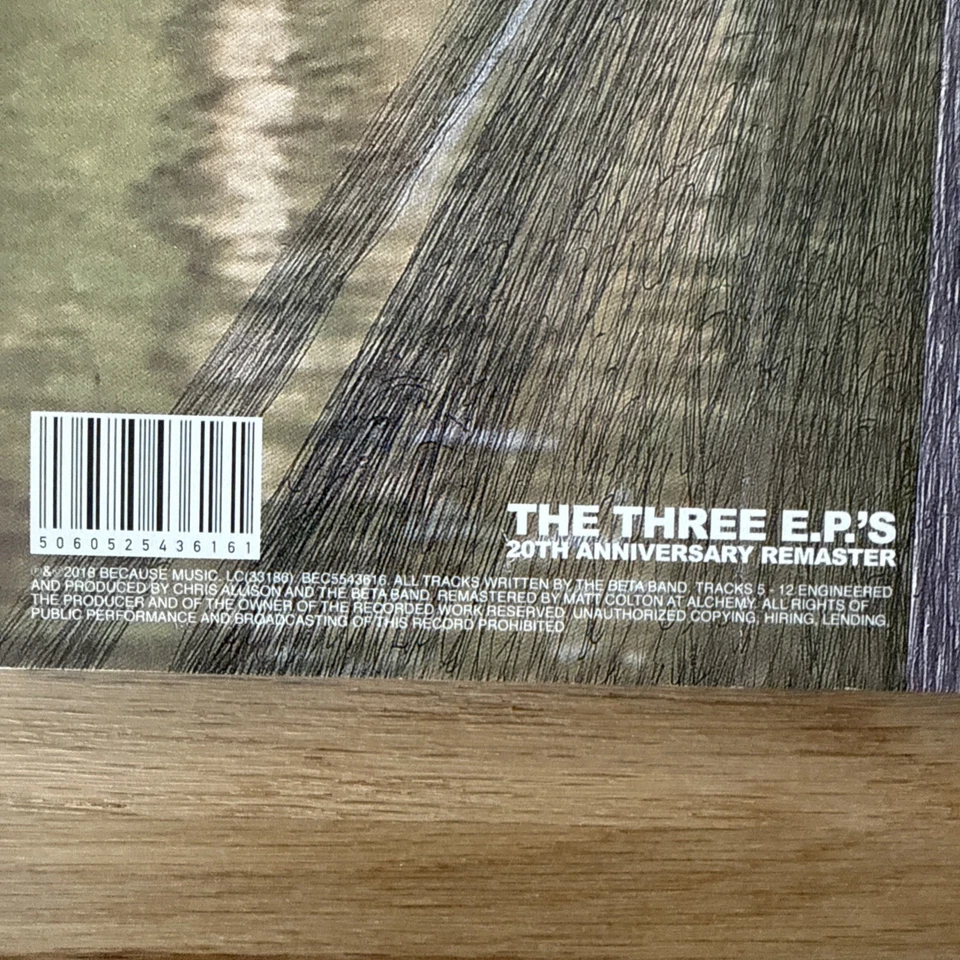 THE THREE E.P.'S
20TH ANNIVERSARY REMASTER
5060525436161
℗&© 2018 BECAUSE MUSIC. LC(33186). BEC5543616. ALL TRACKS WRITTEN BY THE BETA BAND. TRACKS 5 - 12 ENGINEERED
AND PRODUCED BY CHRIS ALLISON AND THE BETA BAND. REMASTERED BY MATT COLTON AT ALCHEMY. ALL RIGHTS OF
THE PRODUCER AND OF THE OWNER OF THE RECORDED WORK RESERVED. UNAUTHORIZED COPYING, HIRING, LENDING,
PUBLIC PERFORMANCE AND BROADCASTING OF THIS RECORD PROHIBITED